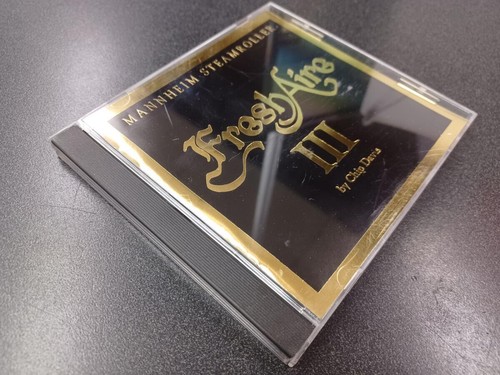 MANNHEIM STEAMROLLER
Fresh Aire
III
by Chip Davis